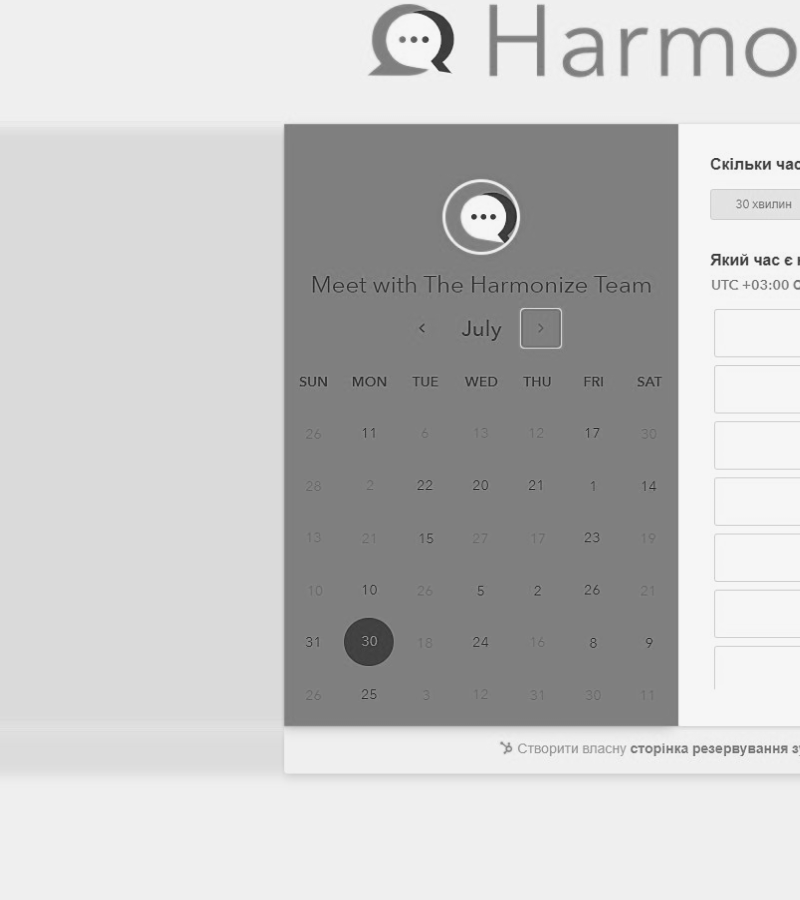 Harmo
Meet with The Harmonize Team
July
SUN MON TUE WED THU FRI SAT
26 11 6 13 12 17 30
28 2 22 20 21 1 14
13 21 15 27 17 23 19
10 10 26 5 2 26 21
31 30 18 24 16 8 9
26 25 3 12 31 30 11
Скільки час
30 хвилин
Який час є
UTC +03:00
Створити власну сторінка резервування